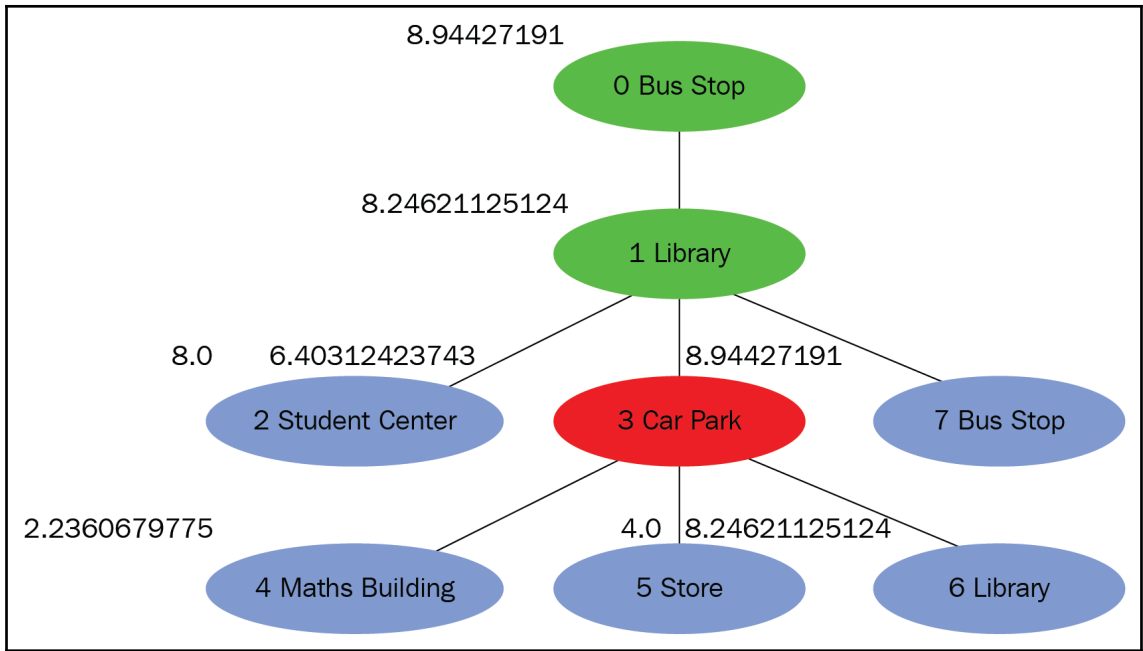 8.94427191
0 Bus Stop
8.24621125124
1 Library
8.0 6.40312423743 8.94427191
2 Student Center 3 Car Park 7 Bus Stop
2.2360679775 4.0 8.24621125124
4 Maths Building 5 Store 6 Library